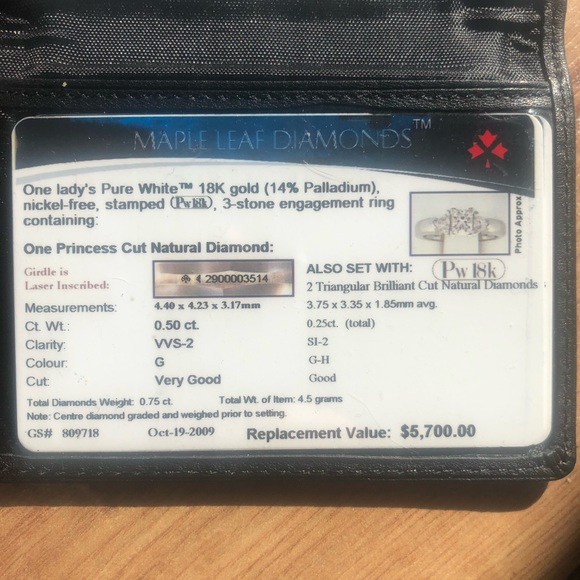 MAPLE LEAF DIAMONDS™
One lady's Pure White™ 18K gold (14% Palladium),
nickel-free, stamped (Pw18k), 3-stone engagement ring
containing:
Photo Approx
One Princess Cut Natural Diamond:
Girdle is
Laser Inscribed:
2900003514
ALSO SET WITH: Pw18k
2 Triangular Brilliant Cut Natural Diamonds
Measurements: 4.40 x 4.23 x 3.17mm 3.75 x 3.35 x 1.85mm avg.
Ct. Wt.: 0.50 ct. 0.25ct. (total)
Clarity: VVS-2 SI-2
Colour: G G-H
Cut: Very Good Good
Total Diamonds Weight: 0.75 ct. Total Wt. of Item: 4.5 grams
Note: Centre diamond graded and weighed prior to setting.
GS# 809718 Oct-19-2009 Replacement Value: $5,700.00